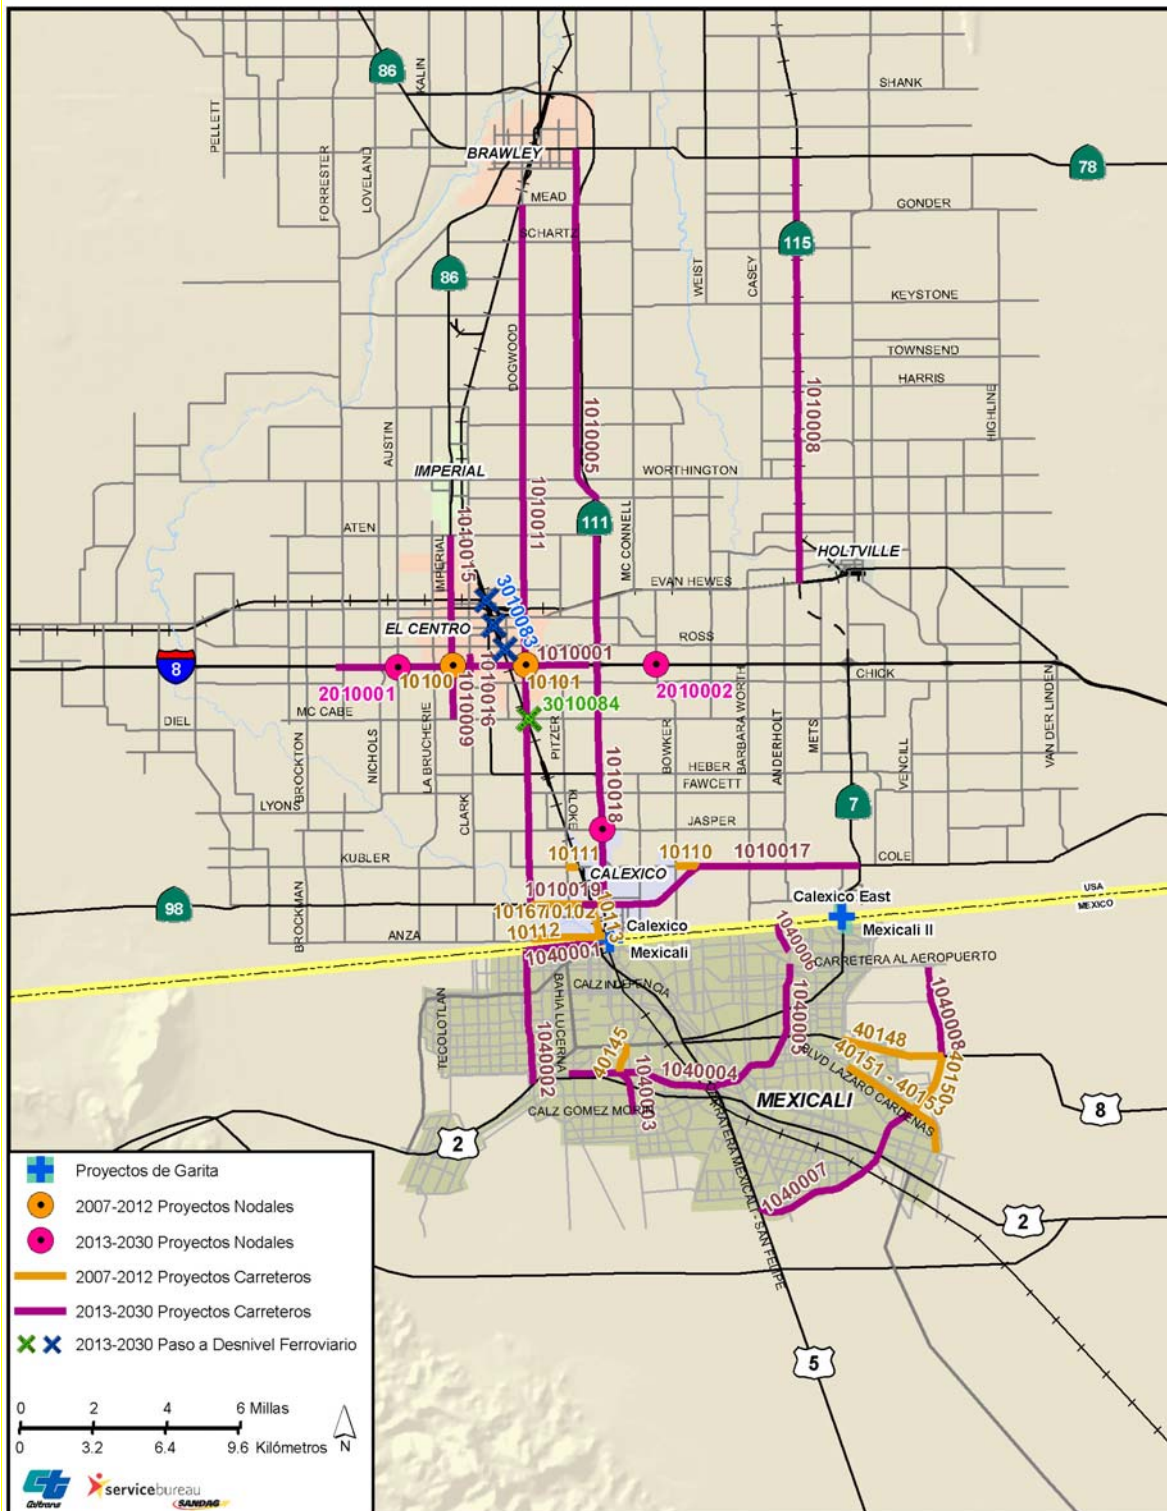 SHANK
86
KALIN
PELLETT
FORRESTER
LOVELAND
BRAWLEY
78
MEAD
GONDER
SCHARTZ
115
86
WEIST
CASEY
KEYSTONE
DOGWOOD
TOWNSEND
HARRIS
HIGHLINE
1010005
1010008
AUSTIN
IMPERIAL
WORTHINGTON
1010011
111
MC CONNELL
ATEN
IMPERIAL
1010015
HOLTVILLE
EVAN HEWES
3010083
EL CENTRO
ROSS
8
1010001
2010001
10100
10101
2010002
CHICK
1010009
1010016
3010084
MC CABE
DIEL
BROCKTON
NICHOLS
LA BRUCHERIE
PITZER
BOWKER
BARBARA WORTH
ANDERHOLT
METS
VENCILL
VAN DER LINDEN
HEBER
FAWCETT
LYONS
CLARK
KLOKE
1010018
7
JASPER
KUBLER
10111
10110
1010017
COLE
CALEXICO
98
BROCKMAN
1010019
10167
10102
10113
10112
ANZA
Calexico
Mexicali
Calexico East
Mexicali II
USA
MEXICO
1040001
1040006
CARRETERA AL AEROPUERTO
TECOLOTLAN
BAHIA LUCERNA
CALZ INDEPENCIA
1040002
40145
1040003
1040004
1040005
40148
1040008
40150
40151 - 40153
BLVD LAZARO CARDENAS
MEXICALI
CALZ GOMEZ MORIN
8
2
1040007
CARRATERA MEXICALI - SAN FELIPE
2
5
Proyectos de Garita
2007-2012 Proyectos Nodales
2013-2030 Proyectos Nodales
2007-2012 Proyectos Carreteros
2013-2030 Proyectos Carreteros
2013-2030 Paso a Desnivel Ferroviario
0 2 4 6 Millas
0 3.2 6.4 9.6 Kilómetros
N
Caltrans
servicebureau
SANDAG